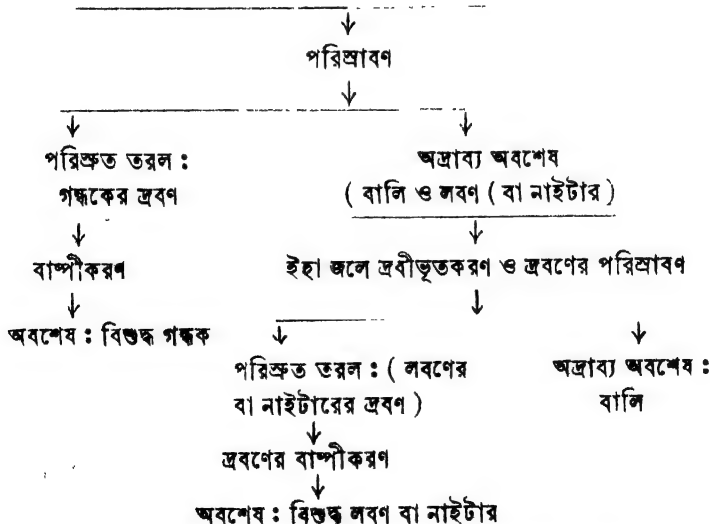 পরিস্রাবণ
পরিস্রুত তরল :
গন্ধকের দ্রবণ
অদ্রাব্য অবশেষ
( বালি ও লবণ ( বা নাইটার )
বাষ্পীকরণ
ইহা জলে দ্রবীভূতকরণ ও দ্রবণের পরিস্রাবণ
অবশেষ : বিশুদ্ধ গন্ধক
পরিস্রুত তরল : ( লবণের
বা নাইটারের দ্রবণ )
অদ্রাব্য অবশেষ :
বালি
দ্রবণের বাষ্পীকরণ
অবশেষ : বিশুদ্ধ লবণ বা নাইটার